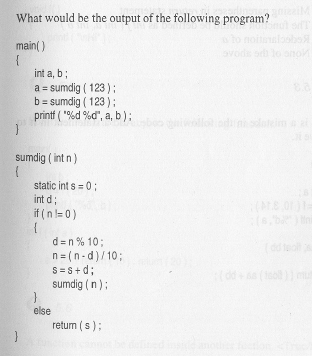 What would be the output of the following program?
main( )
{
int a, b ;
a = sumdig ( 123 ) ;
b = sumdig ( 123 ) ;
printf ( "%d %d", a, b ) ;
}
sumdig ( int n )
{
static int s = 0 ;
int d ;
if ( n != 0 )
{
d = n % 10 ;
n = ( n - d ) / 10 ;
s = s + d ;
sumdig ( n ) ;
}
else
return ( s ) ;
}